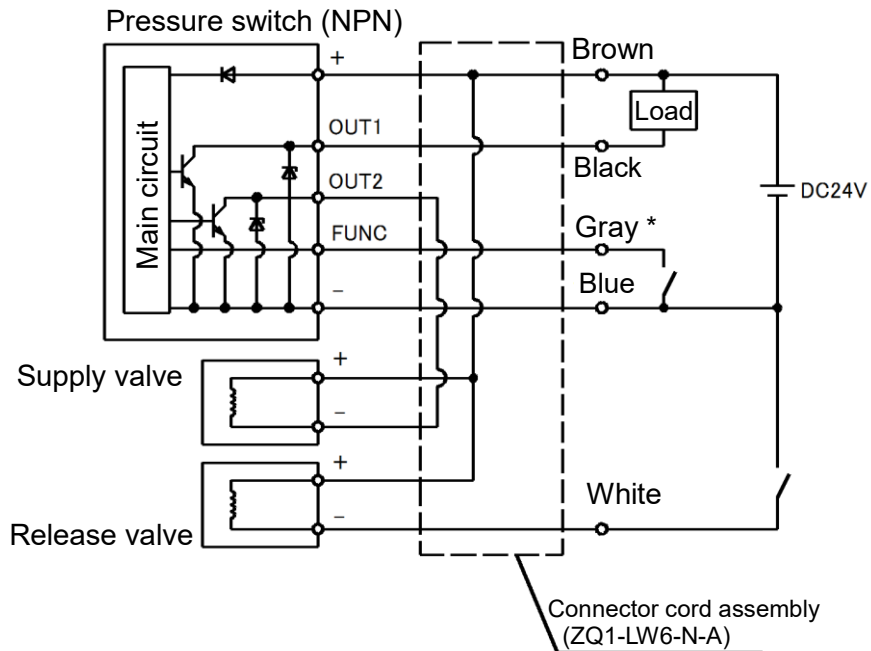 Pressure switch (NPN)
+
Brown
Main circuit
Load
OUT1
Black
OUT2
DC24V
FUNC
Gray *
−
Blue
Supply valve
+
−
+
White
Release valve
−
Connector cord assembly
(ZQ1-LW6-N-A)